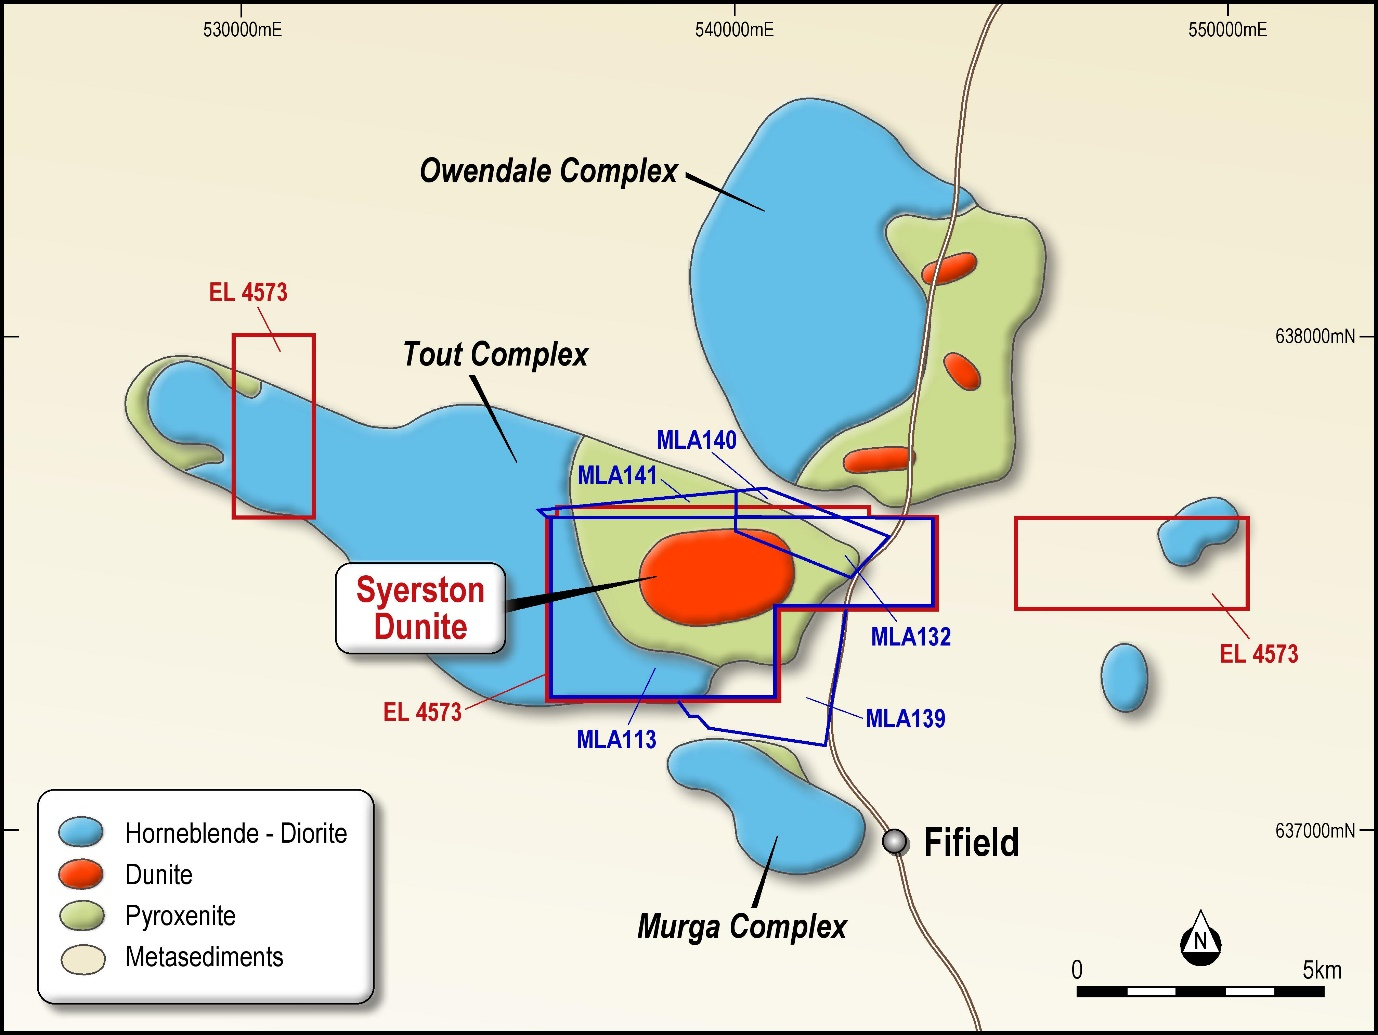 530000mE
540000mE
550000mE
Owendale Complex
EL 4573
638000mN
Tout Complex
MLA140
MLA141
Syerston
Dunite
MLA132
EL 4573
EL 4573
MLA139
MLA113
Horneblende - Diorite
Dunite
Pyroxenite
Metasediments
637000mN
Fifield
Murga Complex
N
0
5km